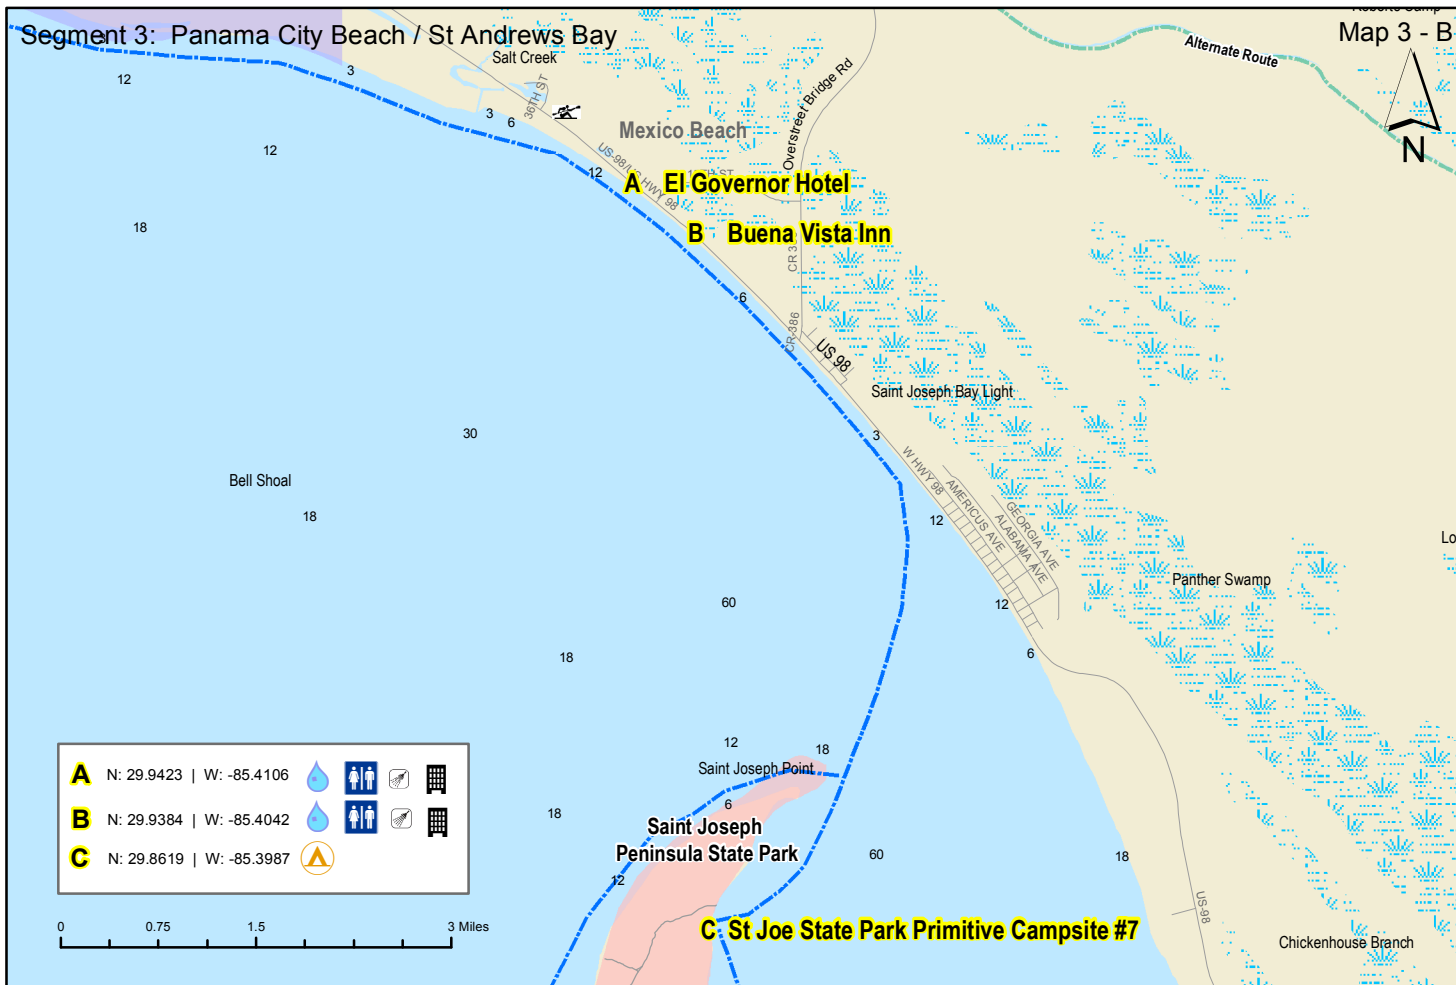 Segment 3: Panama City Beach / St Andrews Bay
Map 3 - B
Alternate Route
N
Salt Creek
36TH ST
Overstreet Bridge Rd
Mexico Beach
3
12
3
3
6
12
12
18
US-98/US HWY 98
A El Governor Hotel
B Buena Vista Inn
6
CR-386
US 98
Saint Joseph Bay Light
3
30
Bell Shoal
18
W HWY 98
AMERICUS AVE
GEORGIA AVE
ALABAMA AVE
12
Panther Swamp
60
12
18
6
12
18
Saint Joseph Point
6
18
Saint Joseph
Peninsula State Park
60
18
12
US-98
C St Joe State Park Primitive Campsite #7
Chickenhouse Branch
A N: 29.9423 | W: -85.4106
B N: 29.9384 | W: -85.4042
C N: 29.8619 | W: -85.3987
0 0.75 1.5 3 Miles